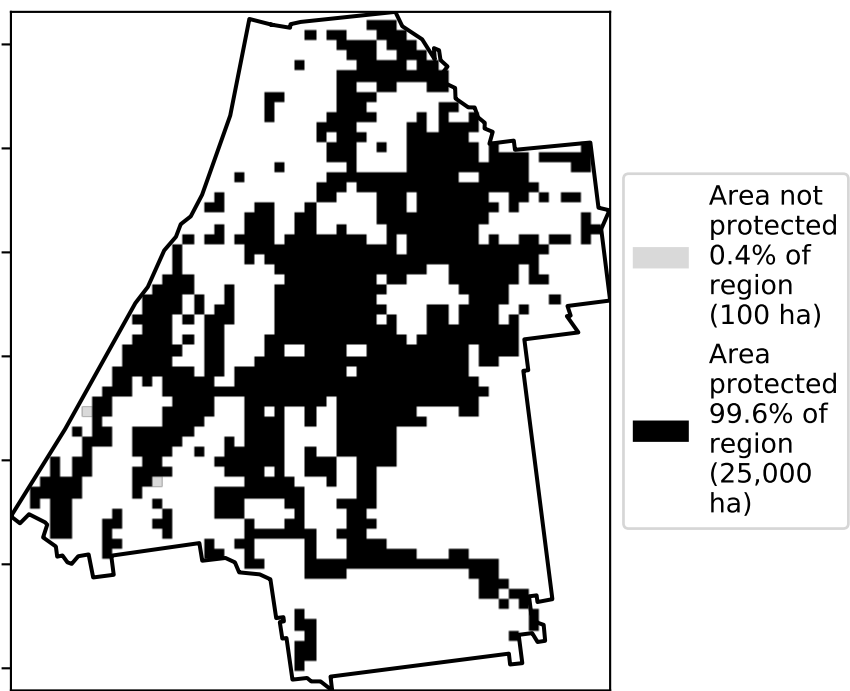 Area not
protected
0.4% of
region
(100 ha)
Area
protected
99.6% of
region
(25,000
ha)